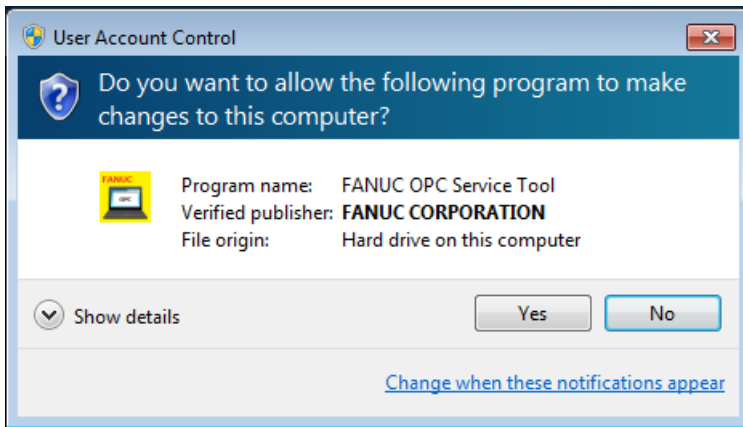 User Account Control
Do you want to allow the following program to make
changes to this computer?
FANUC
OPC
Program name: FANUC OPC Service Tool
Verified publisher: FANUC CORPORATION
File origin: Hard drive on this computer
Show details
Yes
No
Change when these notifications appear